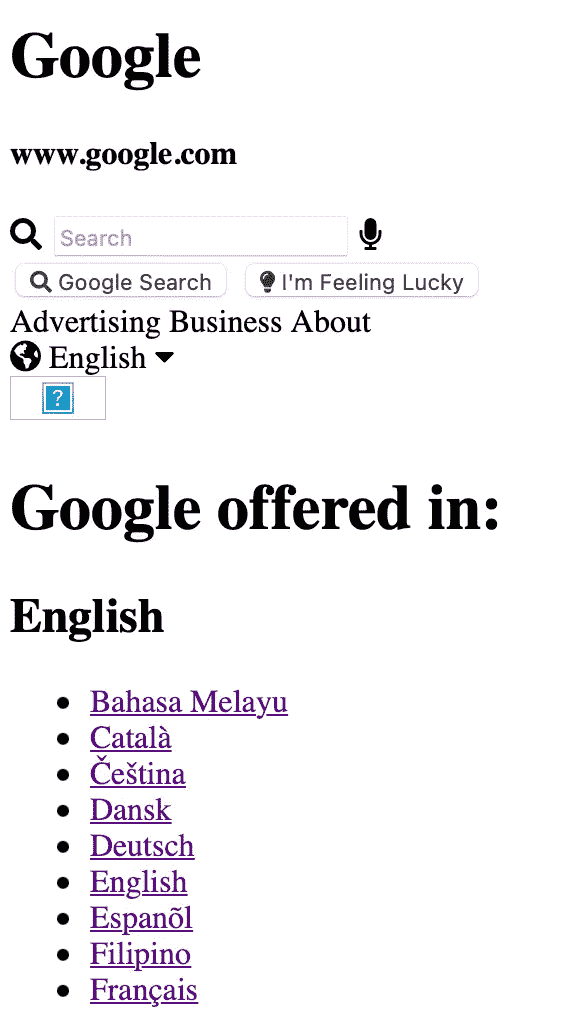 Google
www.google.com
Search
Google Search I'm Feeling Lucky
Advertising Business About
English
?
Google offered in:
English
Bahasa Melayu
Català
Čeština
Dansk
Deutsch
English
Espanõl
Filipino
Français